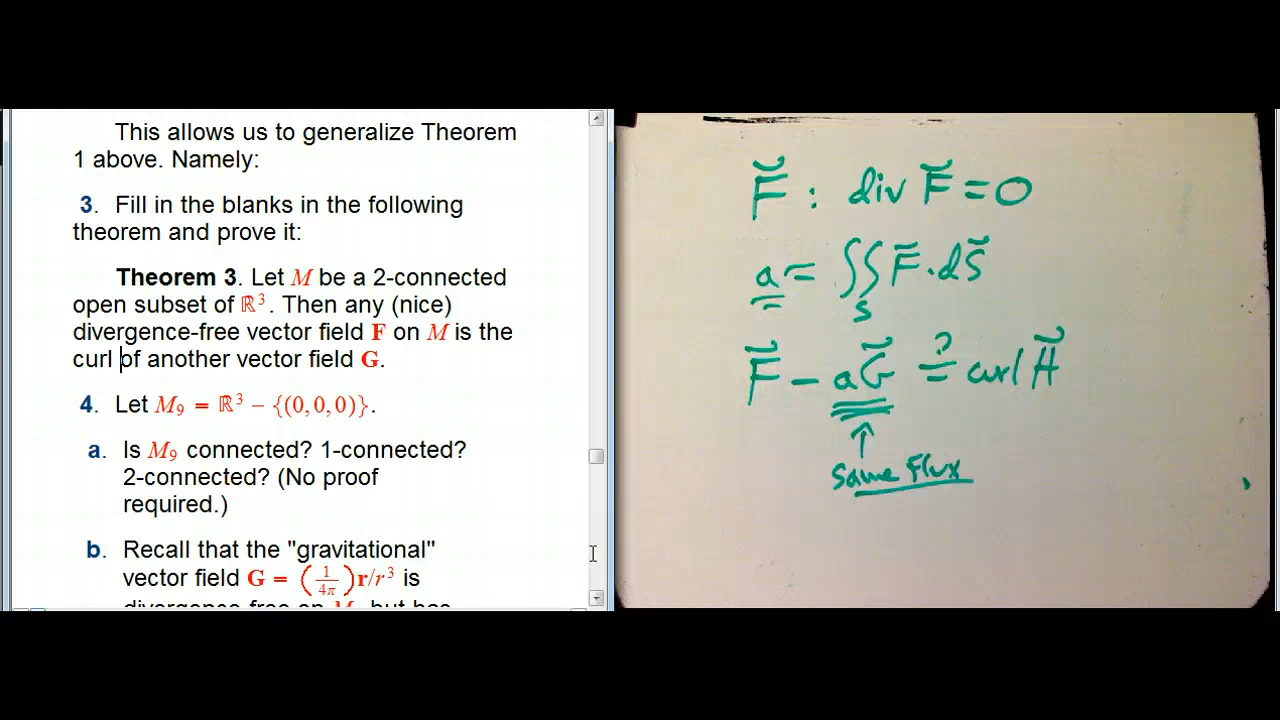 This allows us to generalize Theorem
1 above. Namely:
3. Fill in the blanks in the following
theorem and prove it:
Theorem 3. Let M be a 2-connected
open subset of ℝ³. Then any (nice)
divergence-free vector field F on M is the
curl of another vector field G.
4. Let M₉ = ℝ³ − {(0,0,0)}.
a. Is M₉ connected? 1-connected?
2-connected? (No proof
required.)
b. Recall that the "gravitational"
vector field G = (1/4π)r/r³ is
F : div F = 0
a = ∬_S F · dS
F − aG ?= curl H
↑
same flux